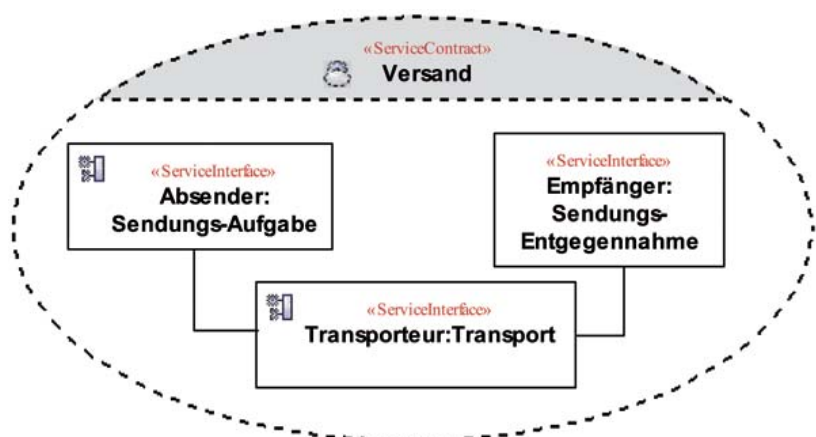 «ServiceContract»
Versand
«ServiceInterface»
Absender:
Sendungs-Aufgabe
«ServiceInterface»
Empfänger:
Sendungs-
Entgegennahme
«ServiceInterface»
Transporteur:Transport